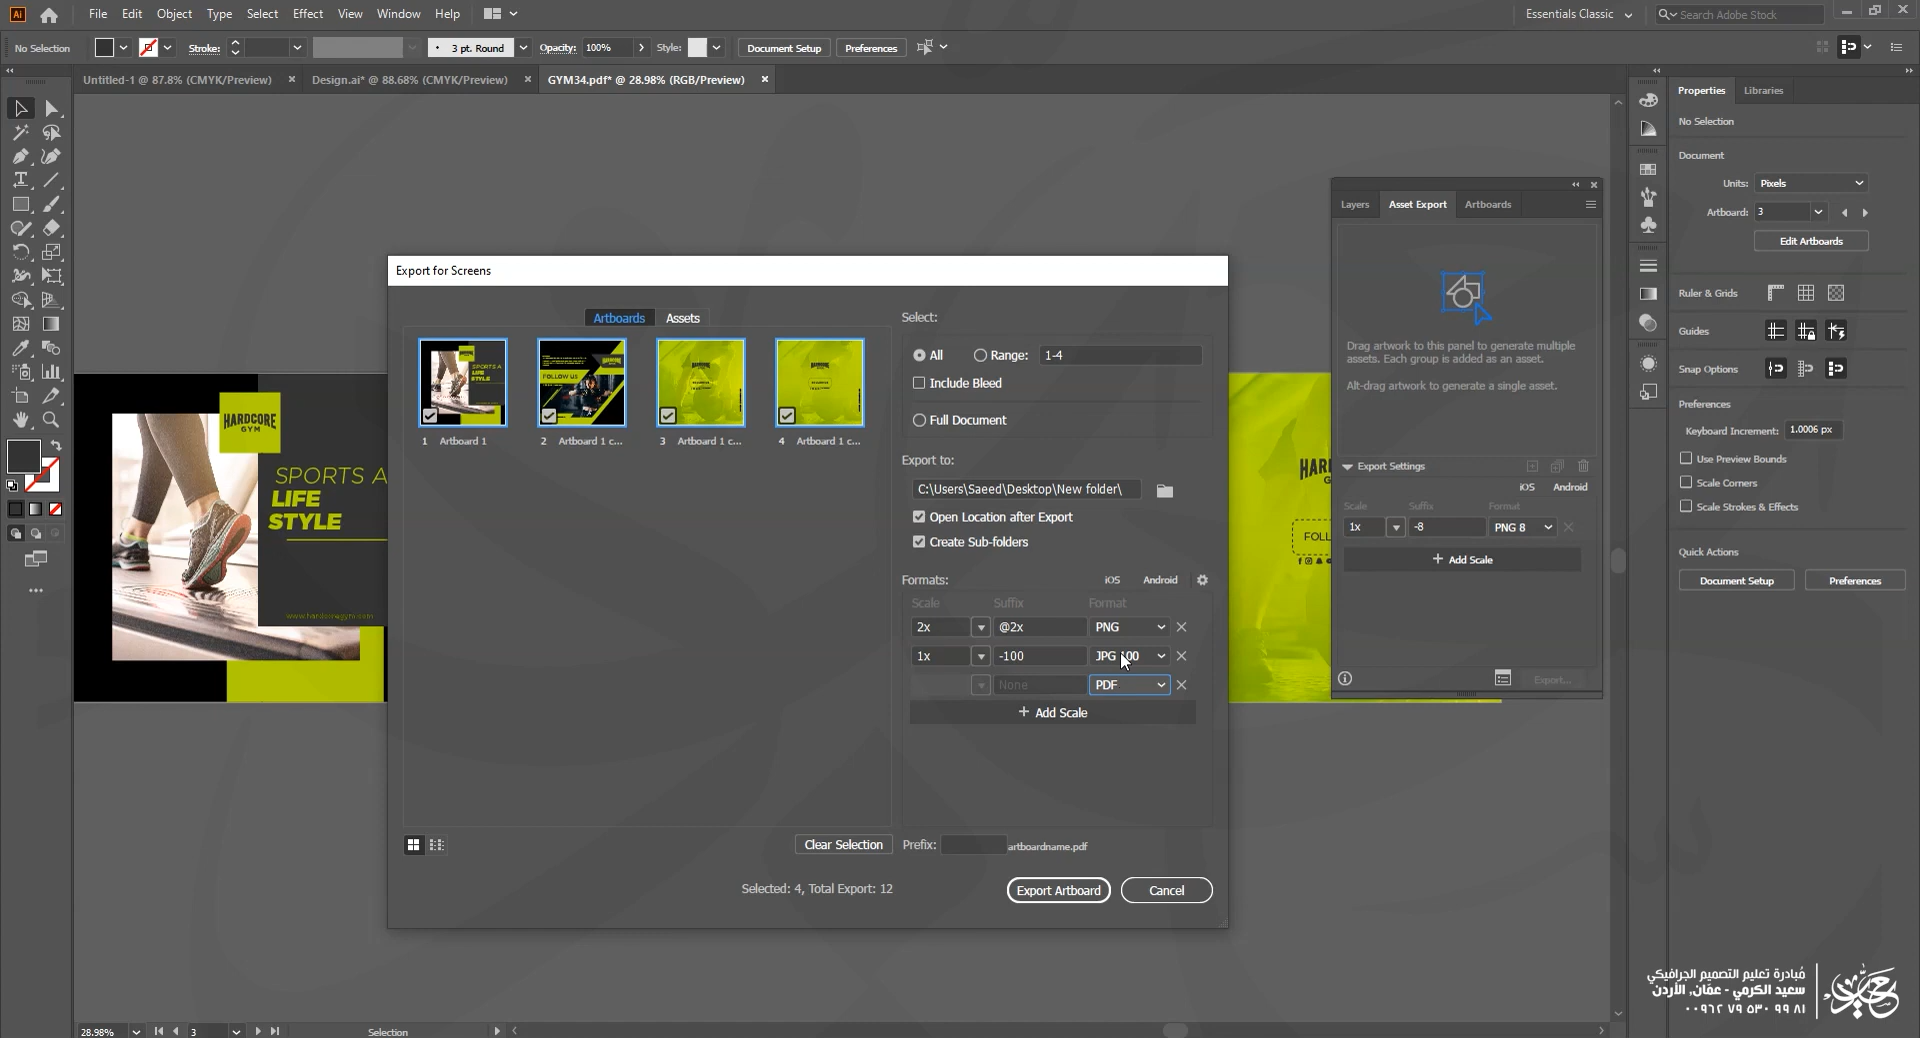 Ai File Edit Object Type Select Effect View Window Help Essentials Classic Search Adobe Stock
No Selection Stroke: 3 pt. Round Opacity: 100% Style: Document Setup Preferences
Untitled-1 @ 87.8% (CMYK/Preview) Design.ai* @ 88.68% (CMYK/Preview) GYM34.pdf* @ 28.98% (RGB/Preview)
Properties Libraries
No Selection
Document
Units: Pixels
Artboard: 3
Edit Artboards
Ruler & Grids
Guides
Snap Options
Preferences
Keyboard Increment: 1.0006 px
Use Preview Bounds
Scale Corners
Scale Strokes & Effects
Quick Actions
Document Setup Preferences
Layers Asset Export Artboards
Drag artwork to this panel to generate multiple
assets. Each group is added as an asset.
Alt-drag artwork to generate a single asset.
Export Settings
iOS Android
Scale Suffix Format
1x -8 PNG 8
+ Add Scale
Export...
Export for Screens
Artboards Assets
1 Artboard 1 2 Artboard 1 c... 3 Artboard 1 c... 4 Artboard 1 c...
FOLLOW US
SPORTS A
LIFE
STYLE
Select:
All Range: 1-4
Include Bleed
Full Document
Export to:
C:\Users\Saeed\Desktop\New folder\
Open Location after Export
Create Sub-folders
Formats: iOS Android
Scale Suffix Format
2x @2x PNG
1x -100 JPG 100
None PDF
+ Add Scale
Clear Selection Prefix: artboardname.pdf
Selected: 4, Total Export: 12 Export Artboard Cancel
HARDCORE
GYM
SPORTS A
LIFE
STYLE
www.hardcoregym.com
HARD
FOLL
28.98% 3 Selection
مُبادرة تعليم التصميم الجرافيكي
سعيد الكرمي - عمّان, الأردن
٠٠٩٦٢ ٧٩ ٥٣٠ ٩٩ ٨١